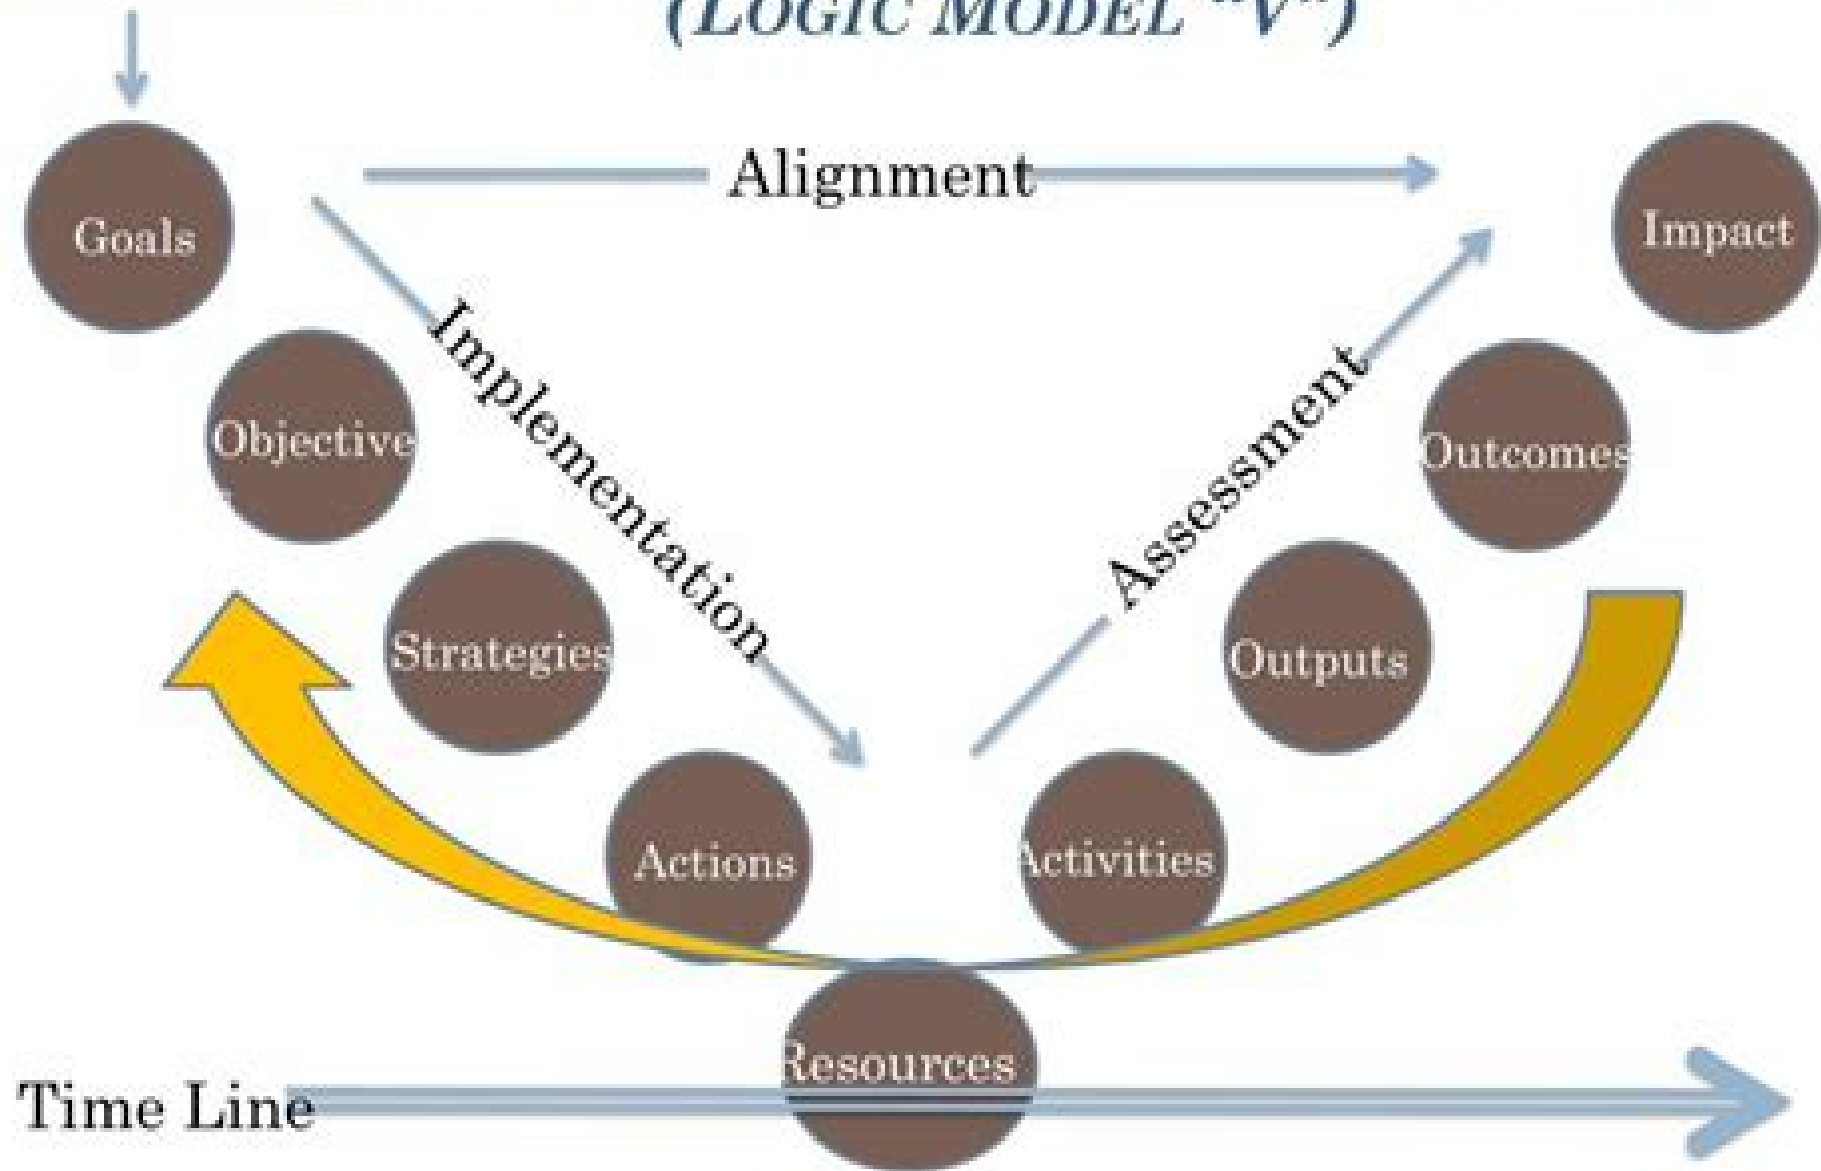 (LOGIC MODEL "V")
Alignment
Goals
Impact
Implementation
Assessment
Objective
Outcomes
Strategies
Outputs
Actions
Activities
Resources
Time Line